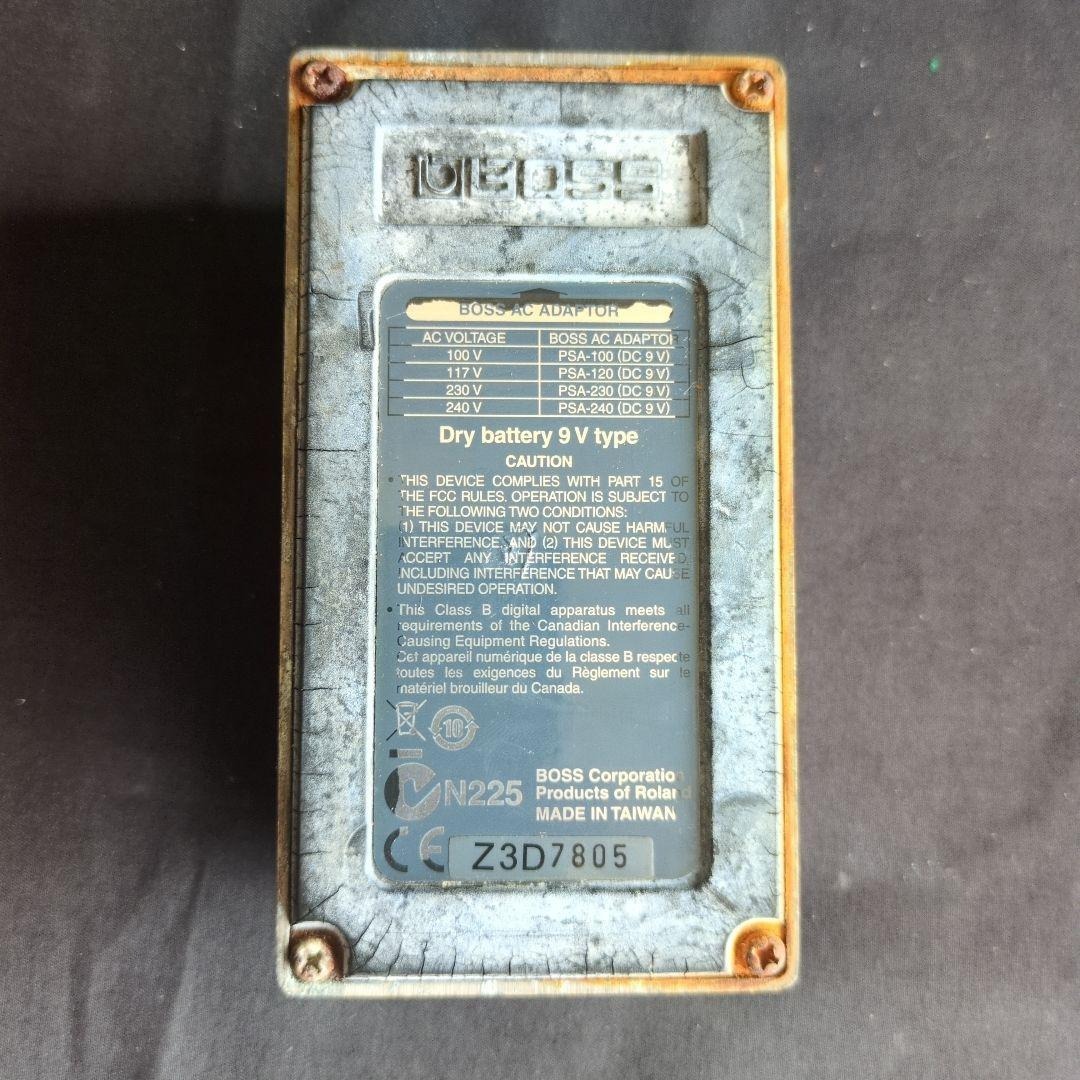 BOSS
BOSS AC ADAPTOR
AC VOLTAGE BOSS AC ADAPTOR
100 V PSA-100 (DC 9 V)
117 V PSA-120 (DC 9 V)
230 V PSA-230 (DC 9 V)
240 V PSA-240 (DC 9 V)
Dry battery 9 V type
CAUTION
• THIS DEVICE COMPLIES WITH PART 15 OF
THE FCC RULES. OPERATION IS SUBJECT TO
THE FOLLOWING TWO CONDITIONS:
(1) THIS DEVICE MAY NOT CAUSE HARMFUL
INTERFERENCE, AND (2) THIS DEVICE MUST
ACCEPT ANY INTERFERENCE RECEIVED,
INCLUDING INTERFERENCE THAT MAY CAUSE
UNDESIRED OPERATION.
• This Class B digital apparatus meets all
requirements of the Canadian Interference-
Causing Equipment Regulations.
Cet appareil numérique de la classe B respecte
toutes les exigences du Règlement sur le
matériel brouilleur du Canada.
10
N225
BOSS Corporation
Products of Roland
MADE IN TAIWAN
CE
Z3D7805